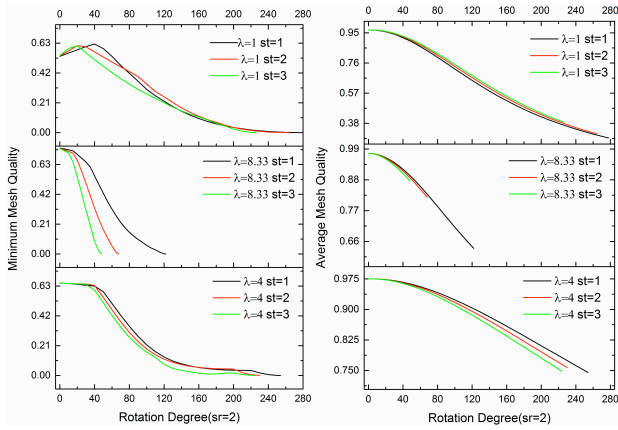 Minimum Mesh Quality
0.63
0.42
0.21
0.00
λ=1 st=1
λ=1 st=2
λ=1 st=3
0 40 80 120 160 200 240 280
0.63
0.42
0.21
0.00
λ=8.33 st=1
λ=8.33 st=2
λ=8.33 st=3
0.63
0.42
0.21
0.00
λ=4 st=1
λ=4 st=2
λ=4 st=3
0 40 80 120 160 200 240 280
Rotation Degree(sr=2)
Average Mesh Quality
0.95
0.76
0.57
0.38
λ=1 st=1
λ=1 st=2
λ=1 st=3
0 40 80 120 160 200 240 280
0.99
0.88
0.77
0.66
λ=8.33 st=1
λ=8.33 st=2
λ=8.33 st=3
0.975
0.900
0.825
0.750
λ=4 st=1
λ=4 st=2
λ=4 st=3
0 40 80 120 160 200 240 280
Rotation Degree(sr=2)